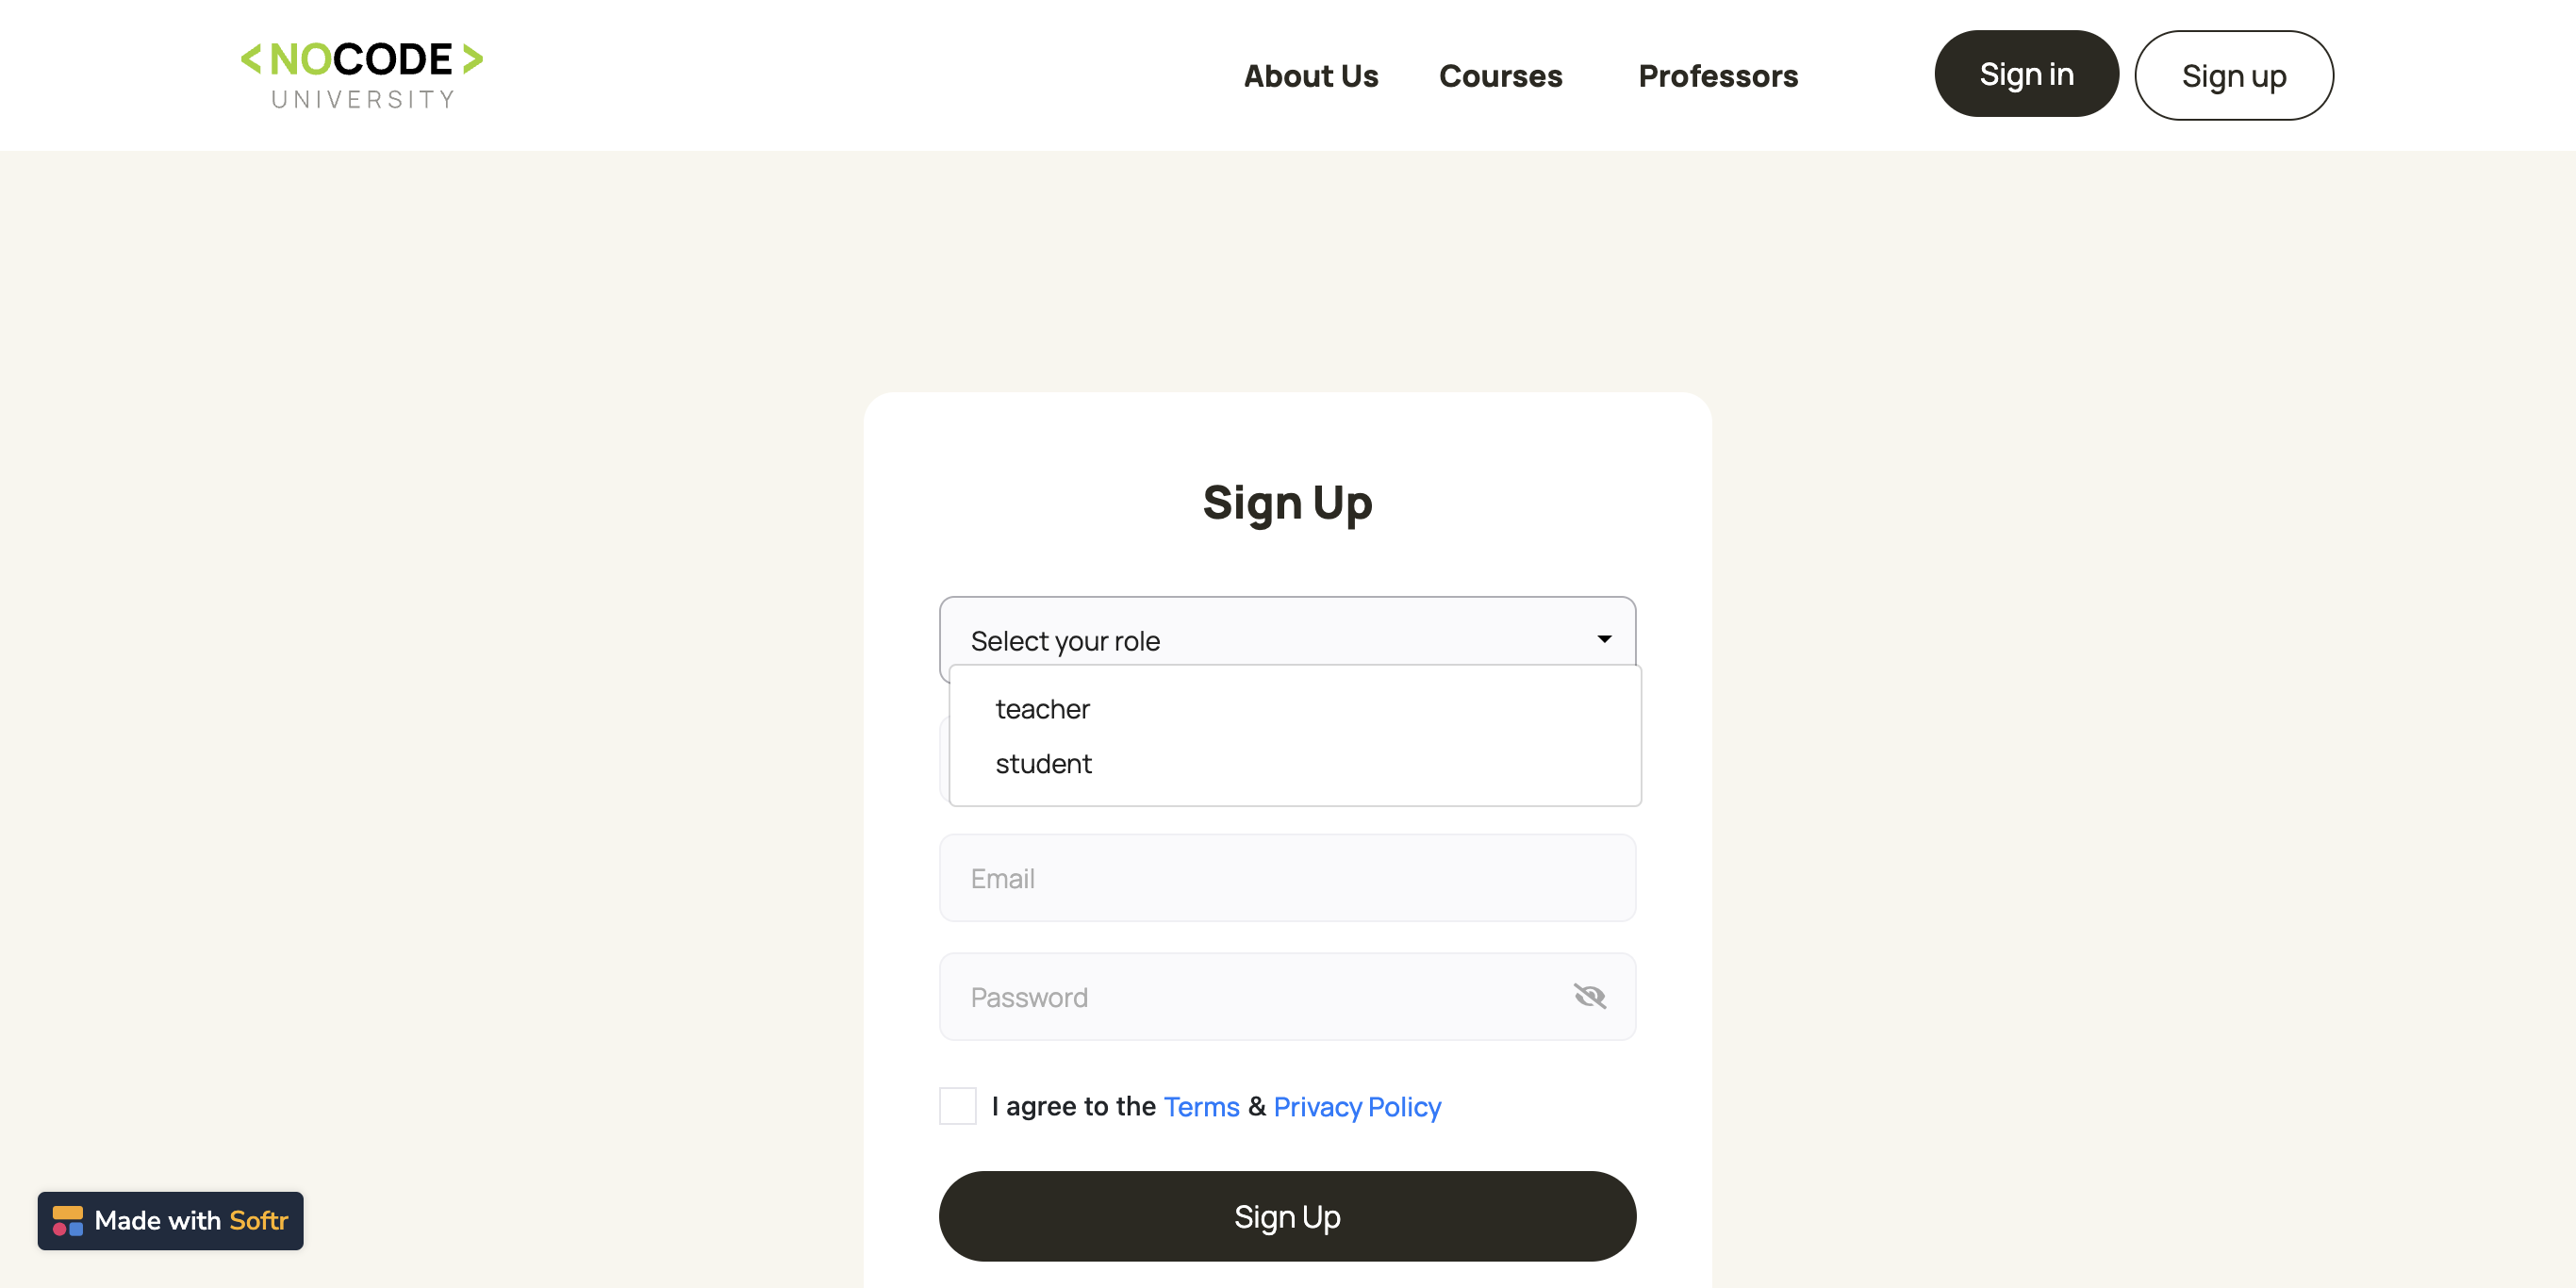 <NOCODE>
UNIVERSITY
About Us Courses Professors Sign in Sign up
Sign Up
Select your role
teacher
student
Email
Password
I agree to the Terms & Privacy Policy
Sign Up
Made with Softr